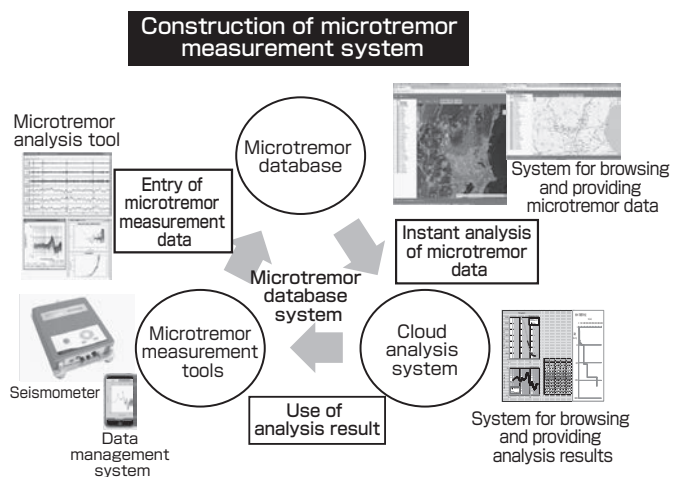 Construction of microtremor
measurement system
Microtremor
analysis tool
Microtremor
database
System for browsing
and providing
microtremor data
Entry of
microtremor
measurement
data
Instant analysis
of microtremor
data
Microtremor
database
system
Microtremor
measurement
tools
Cloud
analysis
system
Seismometer
Data
management
system
Use of
analysis result
System for browsing
and providing
analysis results